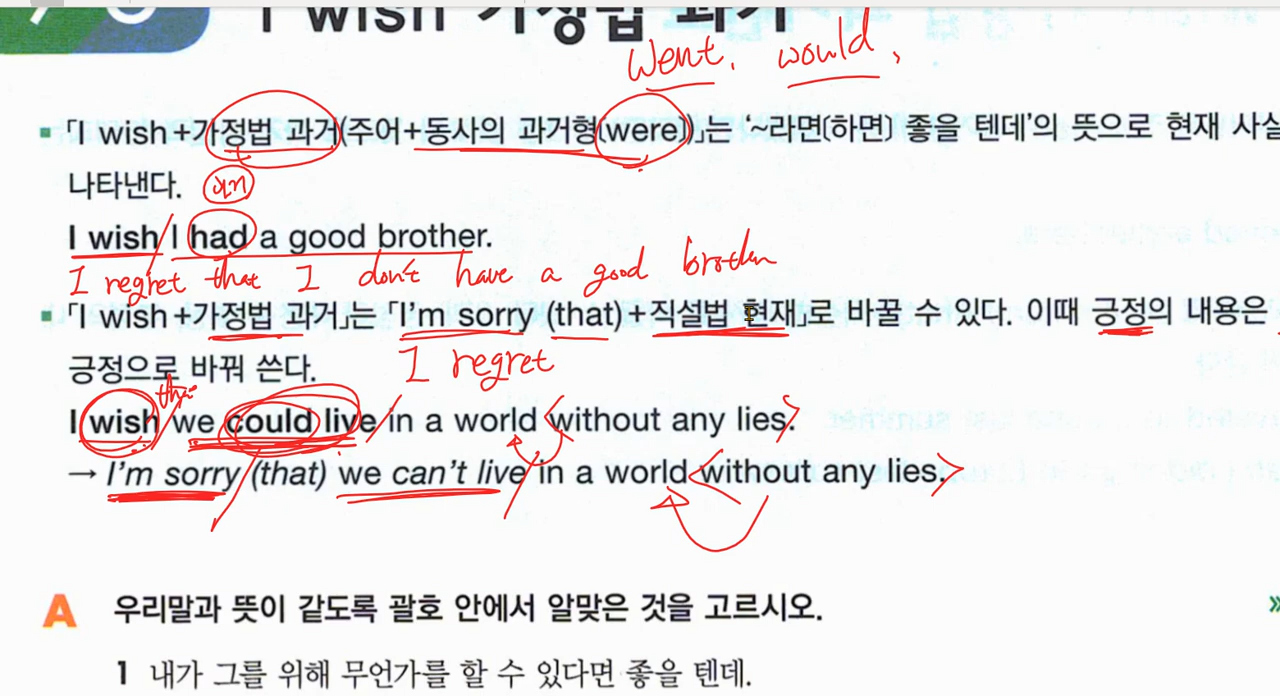 I wish 가정법 과거
Went, would,
「I wish+가정법 과거(주어+동사의 과거형(were))」는 '~라면(하면) 좋을 텐데'의 뜻으로 현재 사실
나타낸다.
I wish I had a good brother.
I regret that I don't have a good brother
「I wish+가정법 과거」는 「I'm sorry (that)+직설법 현재」로 바꿀 수 있다. 이때 긍정의 내용은
I regret
긍정으로 바꿔 쓴다.
that
I wish we could live in a world without any lies.
→ I'm sorry (that) we can't live in a world without any lies.
A 우리말과 뜻이 같도록 괄호 안에서 알맞은 것을 고르시오.
1 내가 그를 위해 무언가를 할 수 있다면 좋을 텐데.